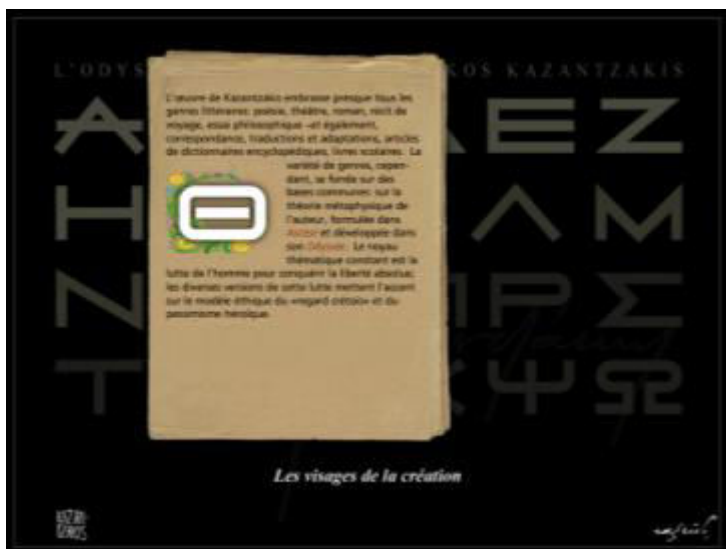 L'ODYS KOS KAZANTZAKIS
L'œuvre de Kazantzakis embrasse presque tous les
genres littéraires: poésie, théâtre, roman, récit de
voyage, essai philosophique –et également,
correspondance, traductions et adaptations, articles
de dictionnaires encyclopédiques, livres scolaires. La
variété de genres, cepen-
dant, se fonde sur des
bases communes: sur la
théorie métaphysique de
l'auteur, formulée dans
Ascèse et développée dans
son Odyssée. Le noyau
thématique constant est la
lutte de l'homme pour conquérir la liberté absolue;
les diverses versions de cette lutte mettent l'accent
sur le modèle éthique du «regard crétois» et du
pessimisme héroïque.
Θ
Α Ε Ζ
Η Λ Μ
Ν Π Ρ Σ
Τ Χ Ψ Ω
Les visages de la création